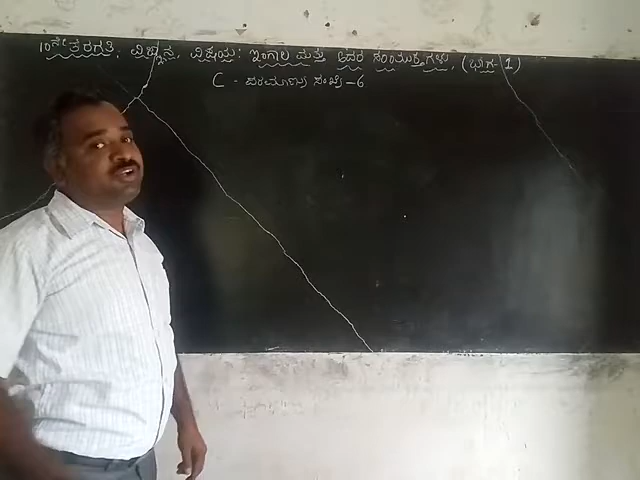 10ನೇ ತರಗತಿ, ವಿಜ್ಞಾನ, ವಿಷಯ: ಇಂಗಾಲ ಮತ್ತು ಅದರ ಸಂಯುಕ್ತಗಳು, (ಭಾಗ-1)
C - ಪರಮಾಣು ಸಂಖ್ಯೆ - 6